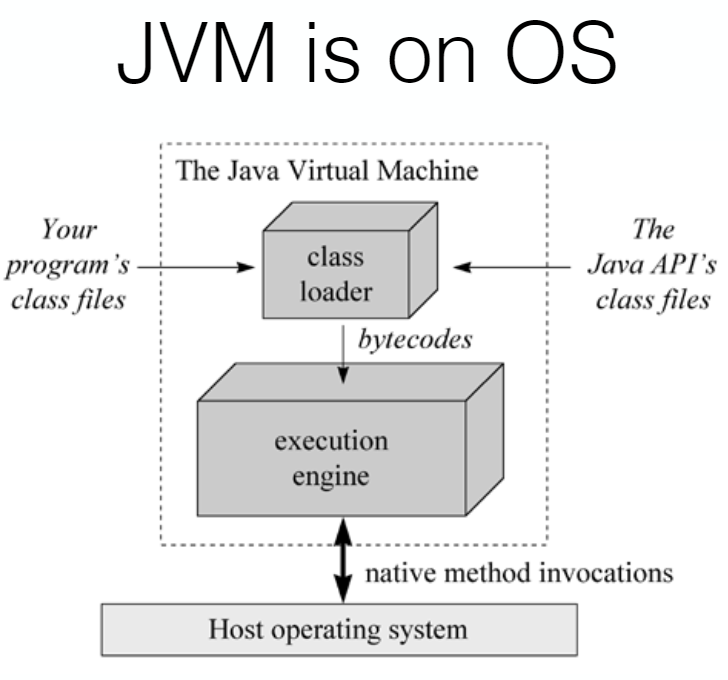 JVM is on OS
The Java Virtual Machine
Your
program's
class files
class
loader
The
Java API's
class files
bytecodes
execution
engine
native method invocations
Host operating system